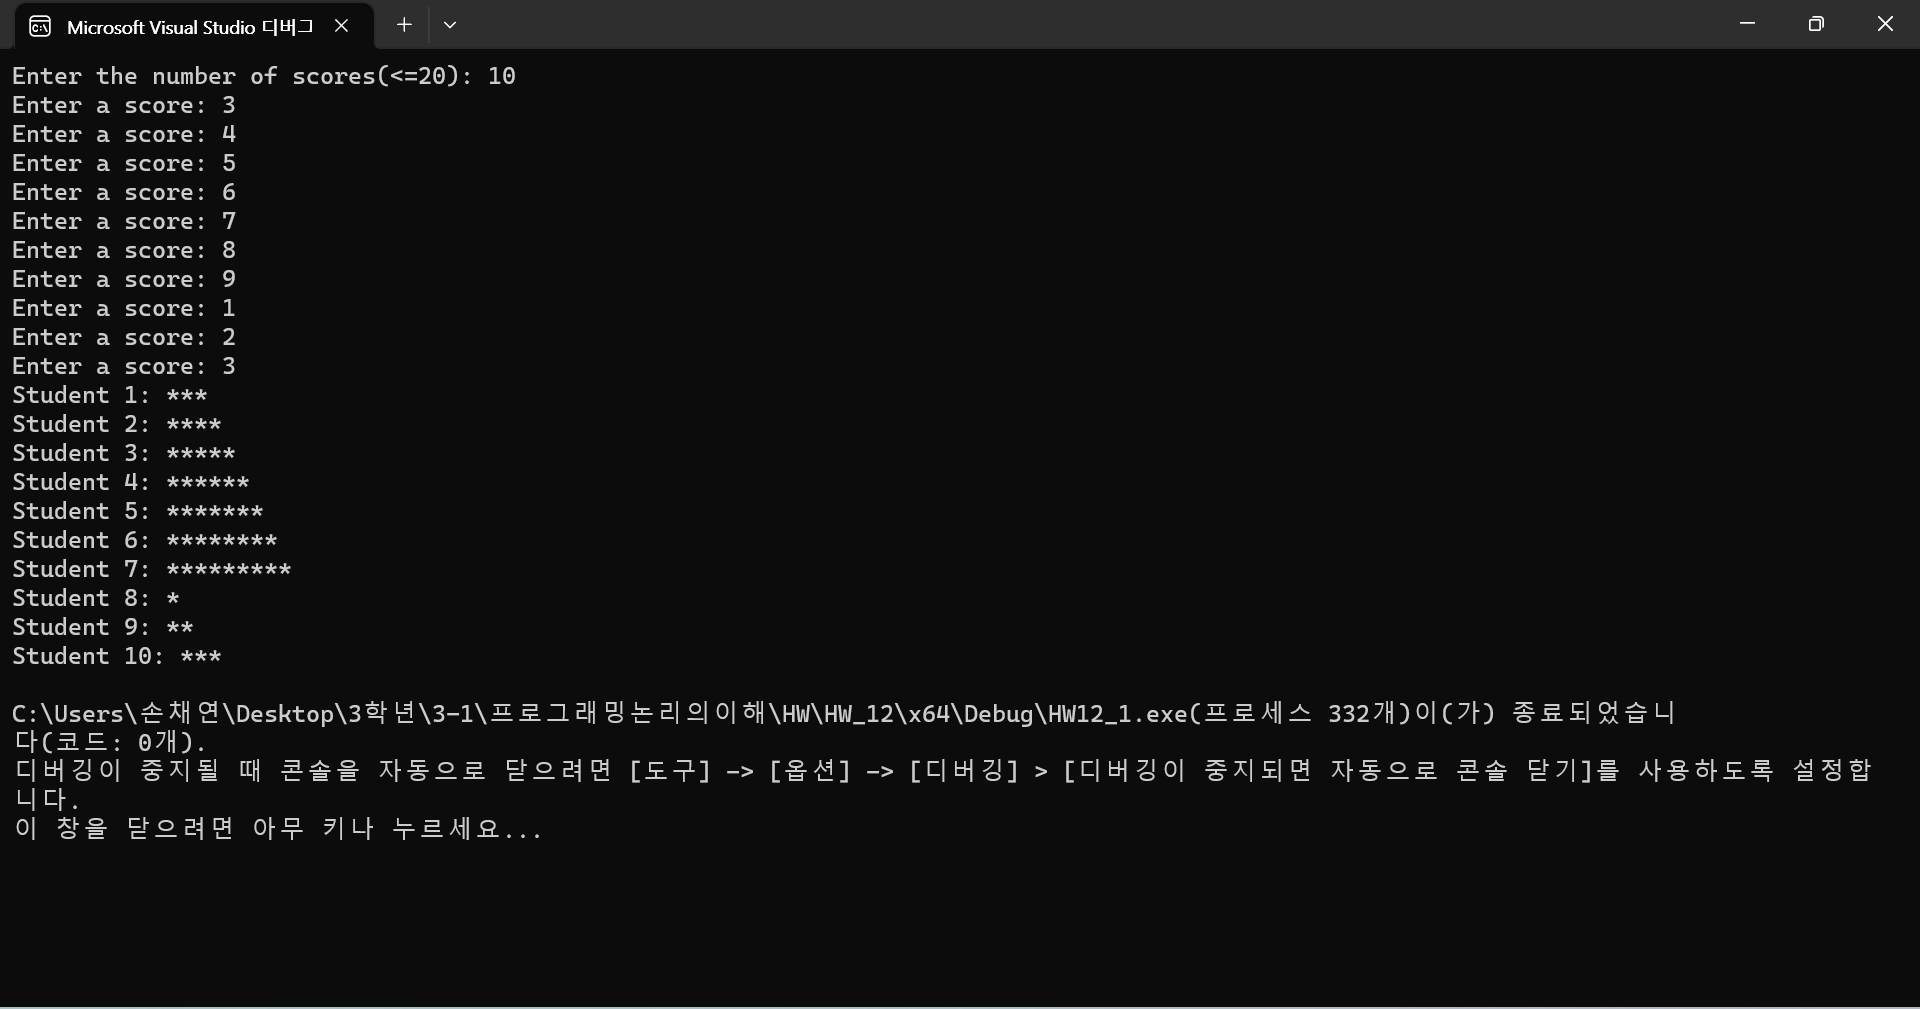 Microsoft Visual Studio 디버그
Enter the number of scores(<=20): 10
Enter a score: 3
Enter a score: 4
Enter a score: 5
Enter a score: 6
Enter a score: 7
Enter a score: 8
Enter a score: 9
Enter a score: 1
Enter a score: 2
Enter a score: 3
Student 1: ***
Student 2: ****
Student 3: *****
Student 4: ******
Student 5: *******
Student 6: ********
Student 7: *********
Student 8: *
Student 9: **
Student 10: ***
C:\Users\손채연\Desktop\3학년\3-1\프로그래밍논리의이해\HW\HW_12\x64\Debug\HW12_1.exe(프로세스 332개)이(가) 종료되었습니
다(코드: 0개).
디버깅이 중지될 때 콘솔을 자동으로 닫으려면 [도구] -> [옵션] -> [디버깅] > [디버깅이 중지되면 자동으로 콘솔 닫기]를 사용하도록 설정합
니다.
이 창을 닫으려면 아무 키나 누르세요...